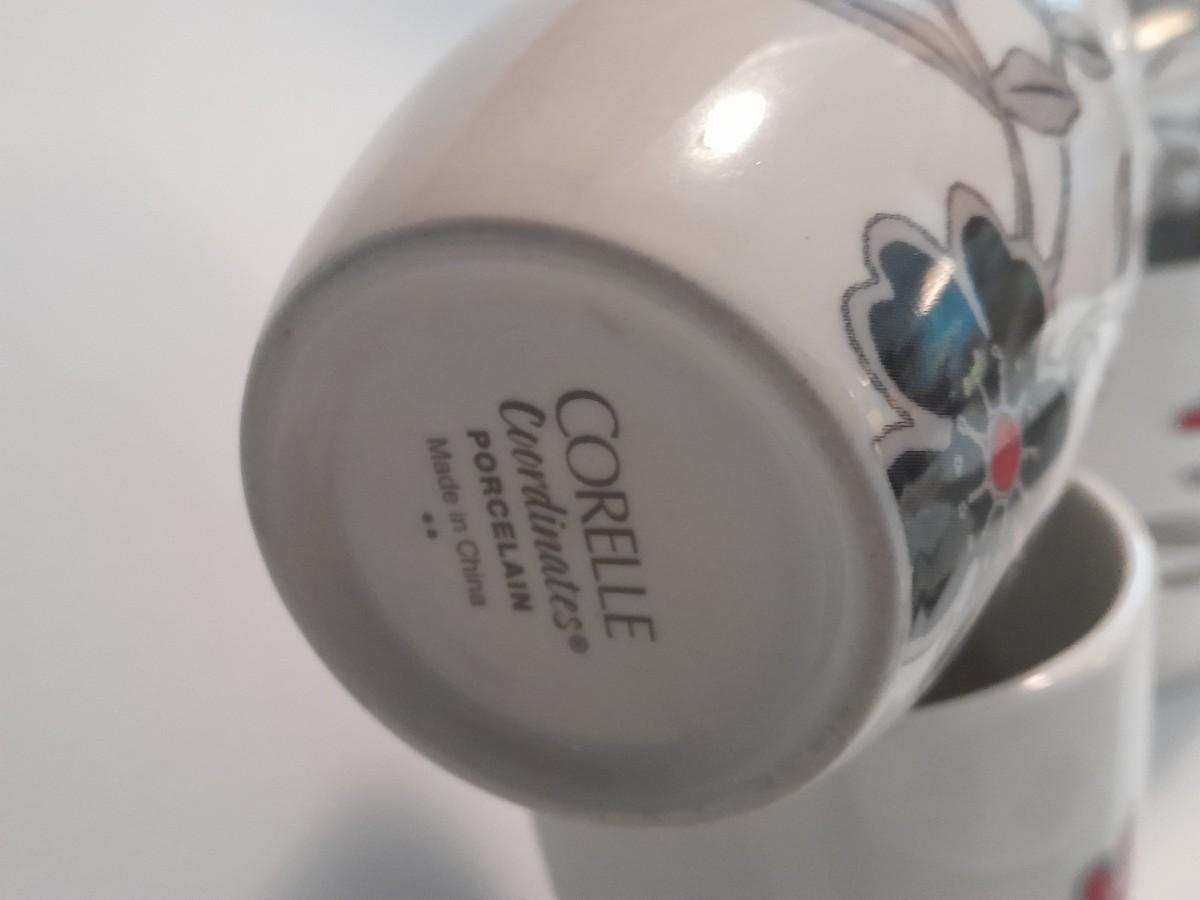 CORELLE
Coordinates®
PORCELAIN
Made in China